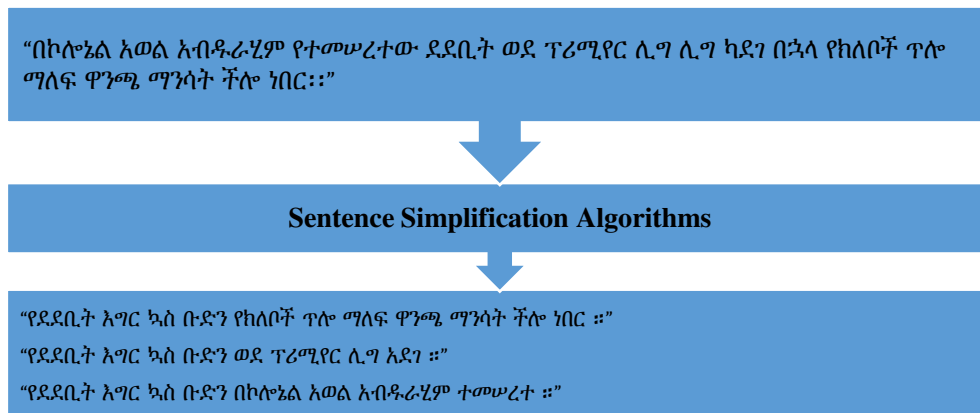 “በኮሎኔል አወል አብዱራሂም የተመሠረተው ደደቢት ወደ ፕሪሚየር ሊግ ሊግ ካደገ በኋላ የክለቦች ጥሎ
ማለፍ ዋንጫ ማንሳት ችሎ ነበር፡፡”
Sentence Simplification Algorithms
“የደደቢት እግር ኳስ ቡድን የክለቦች ጥሎ ማለፍ ዋንጫ ማንሳት ችሎ ነበር ።”
“የደደቢት እግር ኳስ ቡድን ወደ ፕሪሚየር ሊግ አደገ ።”
“የደደቢት እግር ኳስ ቡድን በኮሎኔል አወል አብዱራሂም ተመሠረተ ።”